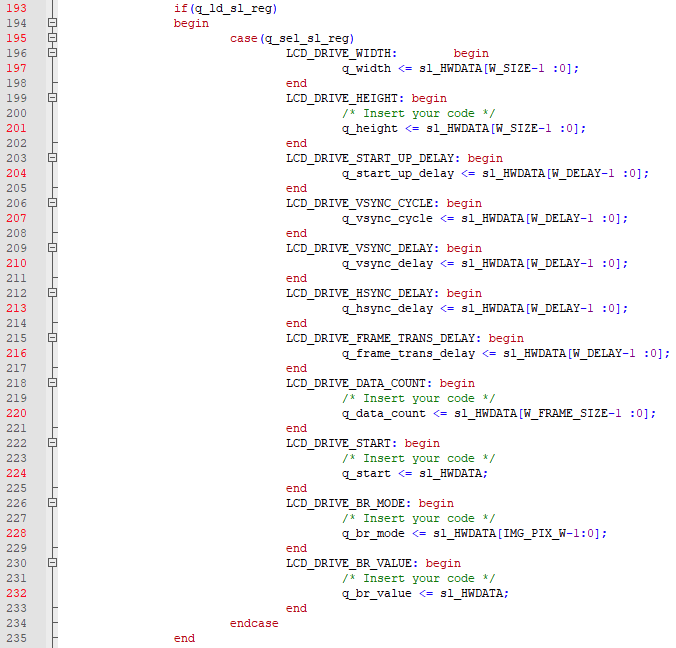 193 if(q_ld_sl_reg)
194 begin
195 case(q_sel_sl_reg)
196 LCD_DRIVE_WIDTH: begin
197 q_width <= sl_HWDATA[W_SIZE-1 :0];
198 end
199 LCD_DRIVE_HEIGHT: begin
200 /* Insert your code */
201 q_height <= sl_HWDATA[W_SIZE-1 :0];
202 end
203 LCD_DRIVE_START_UP_DELAY: begin
204 q_start_up_delay <= sl_HWDATA[W_DELAY-1 :0];
205 end
206 LCD_DRIVE_VSYNC_CYCLE: begin
207 q_vsync_cycle <= sl_HWDATA[W_DELAY-1 :0];
208 end
209 LCD_DRIVE_VSYNC_DELAY: begin
210 q_vsync_delay <= sl_HWDATA[W_DELAY-1 :0];
211 end
212 LCD_DRIVE_HSYNC_DELAY: begin
213 q_hsync_delay <= sl_HWDATA[W_DELAY-1 :0];
214 end
215 LCD_DRIVE_FRAME_TRANS_DELAY: begin
216 q_frame_trans_delay <= sl_HWDATA[W_DELAY-1 :0];
217 end
218 LCD_DRIVE_DATA_COUNT: begin
219 /* Insert your code */
220 q_data_count <= sl_HWDATA[W_FRAME_SIZE-1 :0];
221 end
222 LCD_DRIVE_START: begin
223 /* Insert your code */
224 q_start <= sl_HWDATA;
225 end
226 LCD_DRIVE_BR_MODE: begin
227 /* Insert your code */
228 q_br_mode <= sl_HWDATA[IMG_PIX_W-1:0];
229 end
230 LCD_DRIVE_BR_VALUE: begin
231 /* Insert your code */
232 q_br_value <= sl_HWDATA;
233 end
234 endcase
235 end